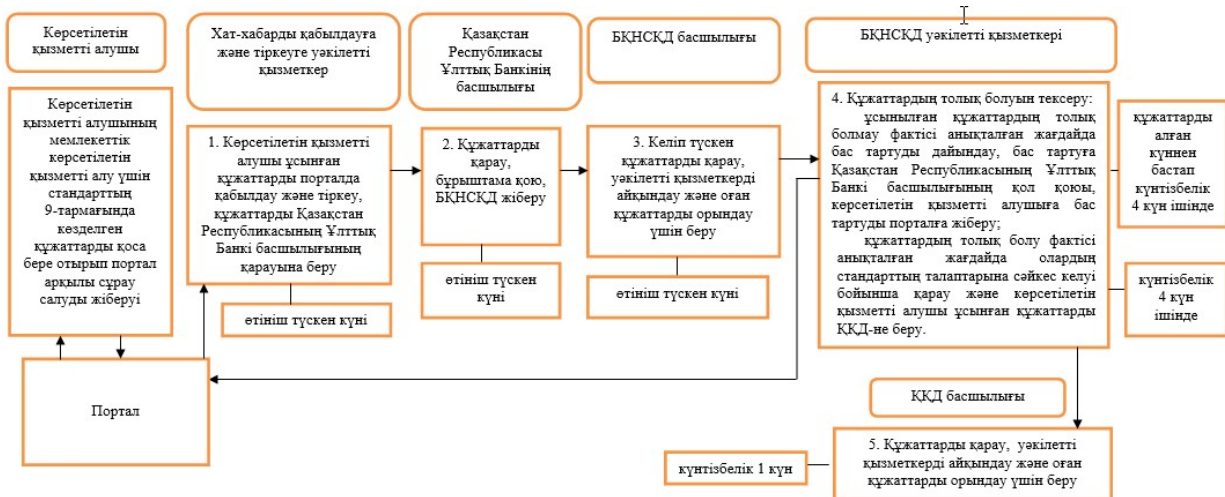 Көрсетілетін
қызметті алушы
Хат-хабарды қабылдауға
және тіркеуге уәкілетті
қызметкер
Қазақстан
Республикасы
Ұлттық Банкінің
басшылығы
БҚНСҚД басшылығы
БҚНСҚД уәкілетті қызметкері
Көрсетілетін
қызметті алушының
мемлекеттік
көрсетілетін
қызметті алу үшін
стандарттың
9-тармағында
көзделген
құжаттарды қоса
бере отырып портал
арқылы сұрау
салуды жіберуі
1. Көрсетілетін қызметті
алушы ұсынған
құжаттарды порталда
қабылдау және тіркеу,
құжаттарды Қазақстан
Республикасының Ұлттық
Банкі басшылығының
қарауына беру
өтініш түскен күні
2. Құжаттарды
қарау,
бұрыштама қою,
БҚНСҚД жіберу
өтініш түскен
күні
3. Келіп түскен
құжаттарды қарау,
уәкілетті қызметкерді
айқындау және оған
құжаттарды орындау
үшін беру
өтініш түскен күні
4. Құжаттардың толық болуын тексеру:
ұсынылған құжаттардың толық
болмау фактісі анықталған жағдайда
бас тартуды дайындау, бас тартуға
Қазақстан Республикасының Ұлттық
Банкі басшылығының қол қоюы,
көрсетілетін қызметті алушыға бас
тартуды порталға жіберу;
құжаттардың толық болу фактісі
анықталған жағдайда олардың
стандарттың талаптарына сәйкес келуі
бойынша қарау және көрсетілетін
қызметті алушы ұсынған құжаттарды
ҚҚД-не беру.
құжаттарды
алған
күннен
бастап
күнтізбелік
4 күн ішінде
күнтізбелік
4 күн
ішінде
Портал
ҚҚД басшылығы
5. Құжаттарды қарау, уәкілетті
қызметкерді айқындау және оған
құжаттарды орындау үшін беру
күнтізбелік 1 күн